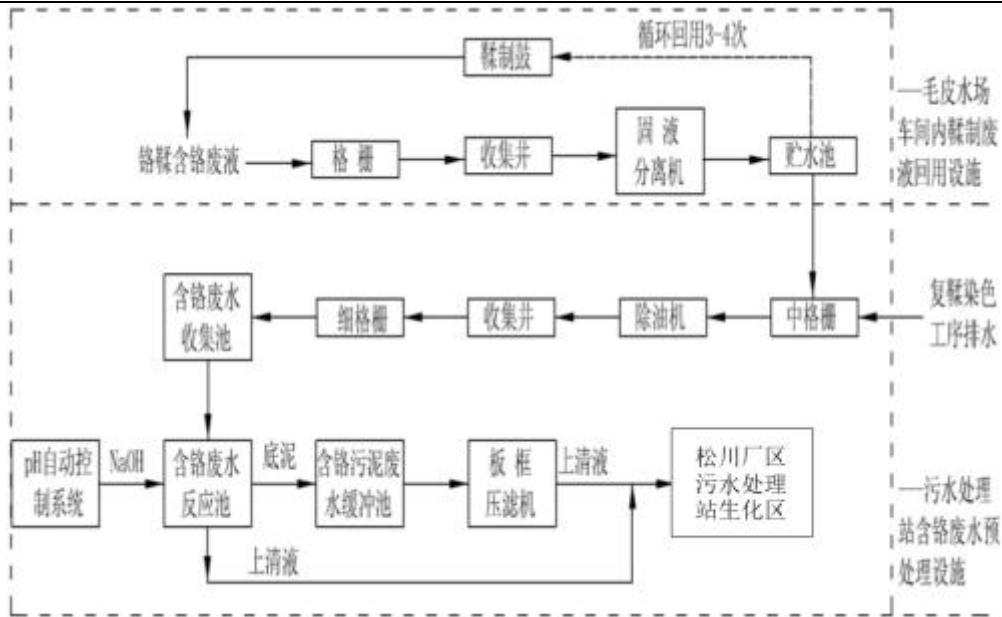 循环回用3-4次
鞣制鼓
铬鞣含铬废液
格栅
收集井
固液
分离机
贮水池
—毛皮水场
车间内鞣制废
液回用设施
含铬废水
收集池
细格栅
收集井
除油机
中格栅
复鞣染色
工序排水
pH自动控
制系统
NaOH
含铬废水
反应池
底泥
含铬污泥废
水缓冲池
板框
压滤机
上清液
松川厂区
污水处理
站生化区
上清液
—污水处理
站含铬废水预
处理设施